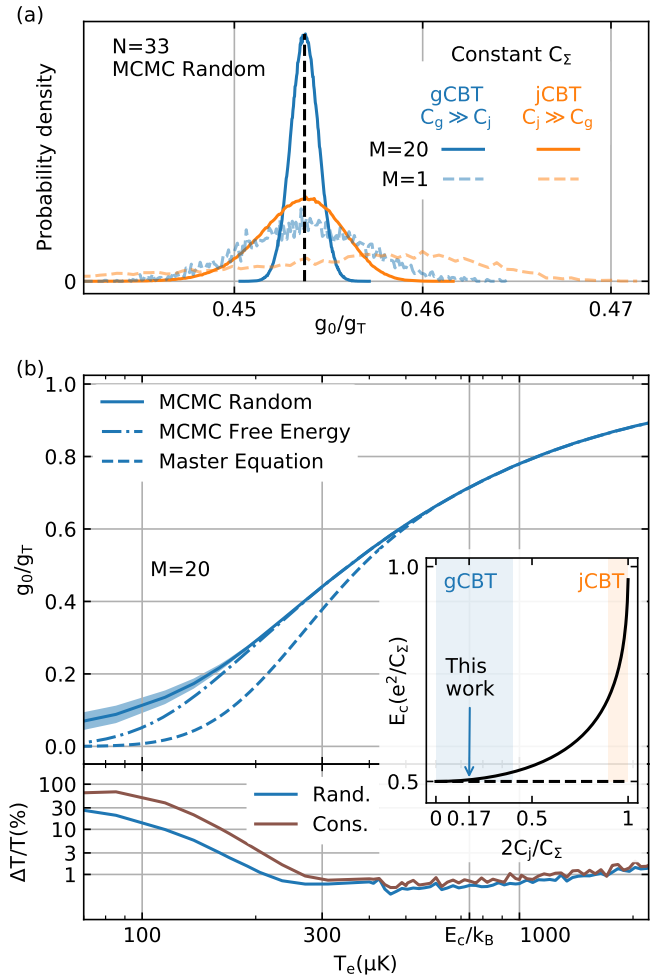 (a)
N=33
MCMC Random
Constant C_Σ
gCBT jCBT
C_g ≫ C_j C_j ≫ C_g
M=20
M=1
Probability density
0
0.45 0.46 0.47
g_0/g_T
(b)
1.0
0.8
0.6
0.4
0.2
0.0
g_0/g_T
MCMC Random
MCMC Free Energy
Master Equation
M=20
1.0
0.5
E_c(e^2/C_Σ)
gCBT jCBT
This
work
0 0.17 0.5 1
2C_j/C_Σ
100
30
10
3
1
ΔT/T(%)
Rand.
Cons.
100 300 E_c/k_B 1000
T_e(μK)